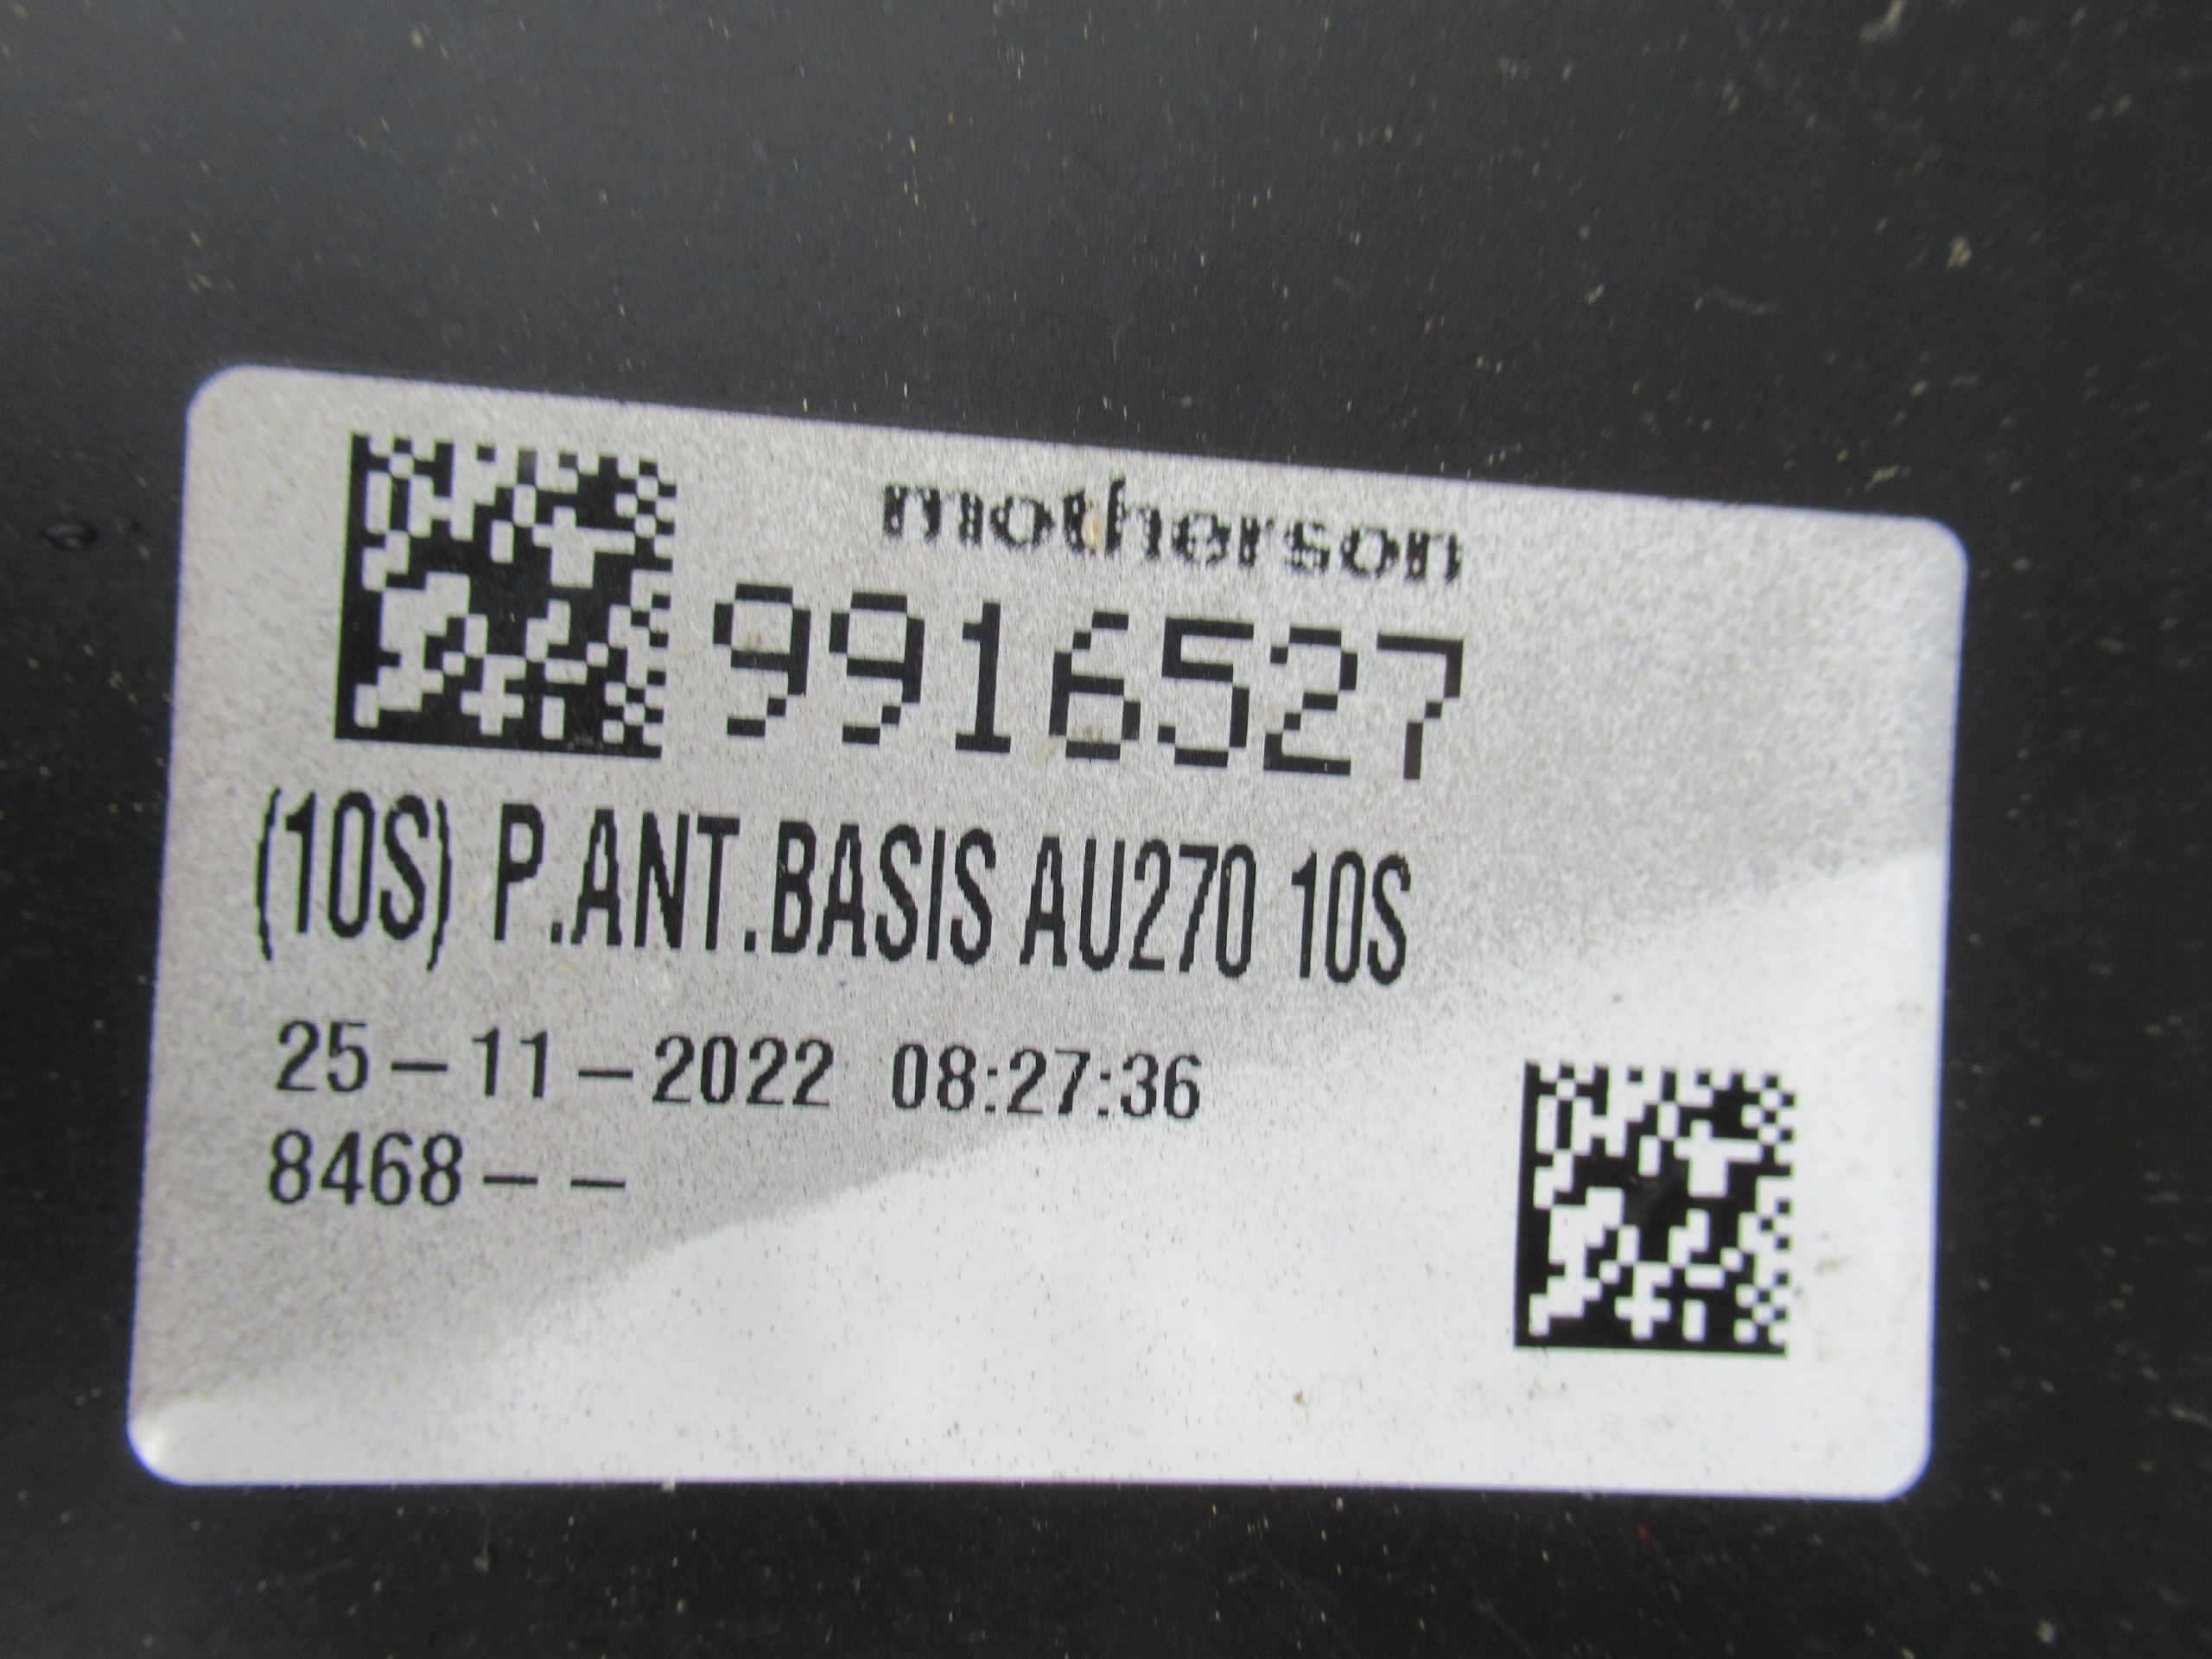 motherson
9916527
(10S) P.ANT.BASIS AU270 10S
25-11-2022 08:27:36
8468--